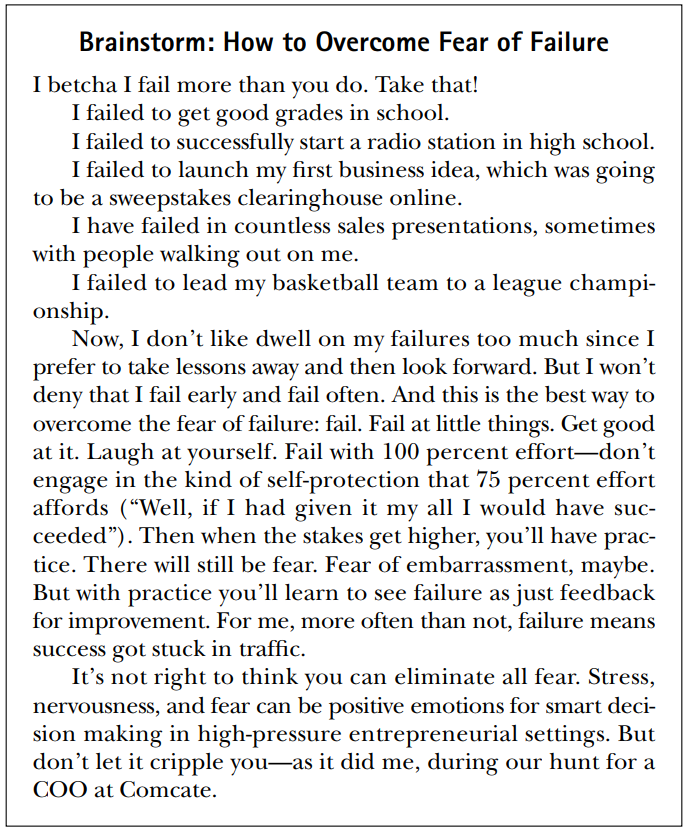 Brainstorm: How to Overcome Fear of Failure
I betcha I fail more than you do. Take that!
I failed to get good grades in school.
I failed to successfully start a radio station in high school.
I failed to launch my first business idea, which was going
to be a sweepstakes clearinghouse online.
I have failed in countless sales presentations, sometimes
with people walking out on me.
I failed to lead my basketball team to a league champi-
onship.
Now, I don’t like dwell on my failures too much since I
prefer to take lessons away and then look forward. But I won’t
deny that I fail early and fail often. And this is the best way to
overcome the fear of failure: fail. Fail at little things. Get good
at it. Laugh at yourself. Fail with 100 percent effort—don’t
engage in the kind of self-protection that 75 percent effort
affords (“Well, if I had given it my all I would have suc-
ceeded”). Then when the stakes get higher, you’ll have prac-
tice. There will still be fear. Fear of embarrassment, maybe.
But with practice you’ll learn to see failure as just feedback
for improvement. For me, more often than not, failure means
success got stuck in traffic.
It’s not right to think you can eliminate all fear. Stress,
nervousness, and fear can be positive emotions for smart deci-
sion making in high-pressure entrepreneurial settings. But
don’t let it cripple you—as it did me, during our hunt for a
COO at Comcate.